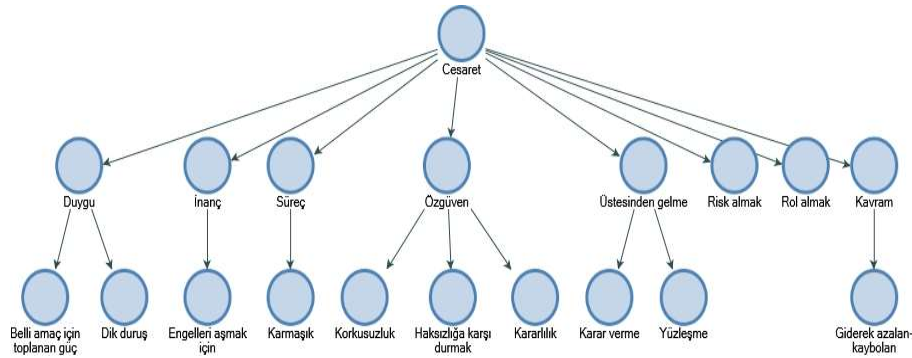 Cesaret
Duygu
İnanç
Süreç
Özgüven
Üstesinden gelme
Risk almak
Rol almak
Kavram
Belli amaç için
toplanan güç
Dik duruş
Engelleri aşmak
için
Karmaşık
Korkusuzluk
Haksızlığa karşı
durmak
Kararlılık
Karar verme
Yüzleşme
Giderek azalan-
kaybolan